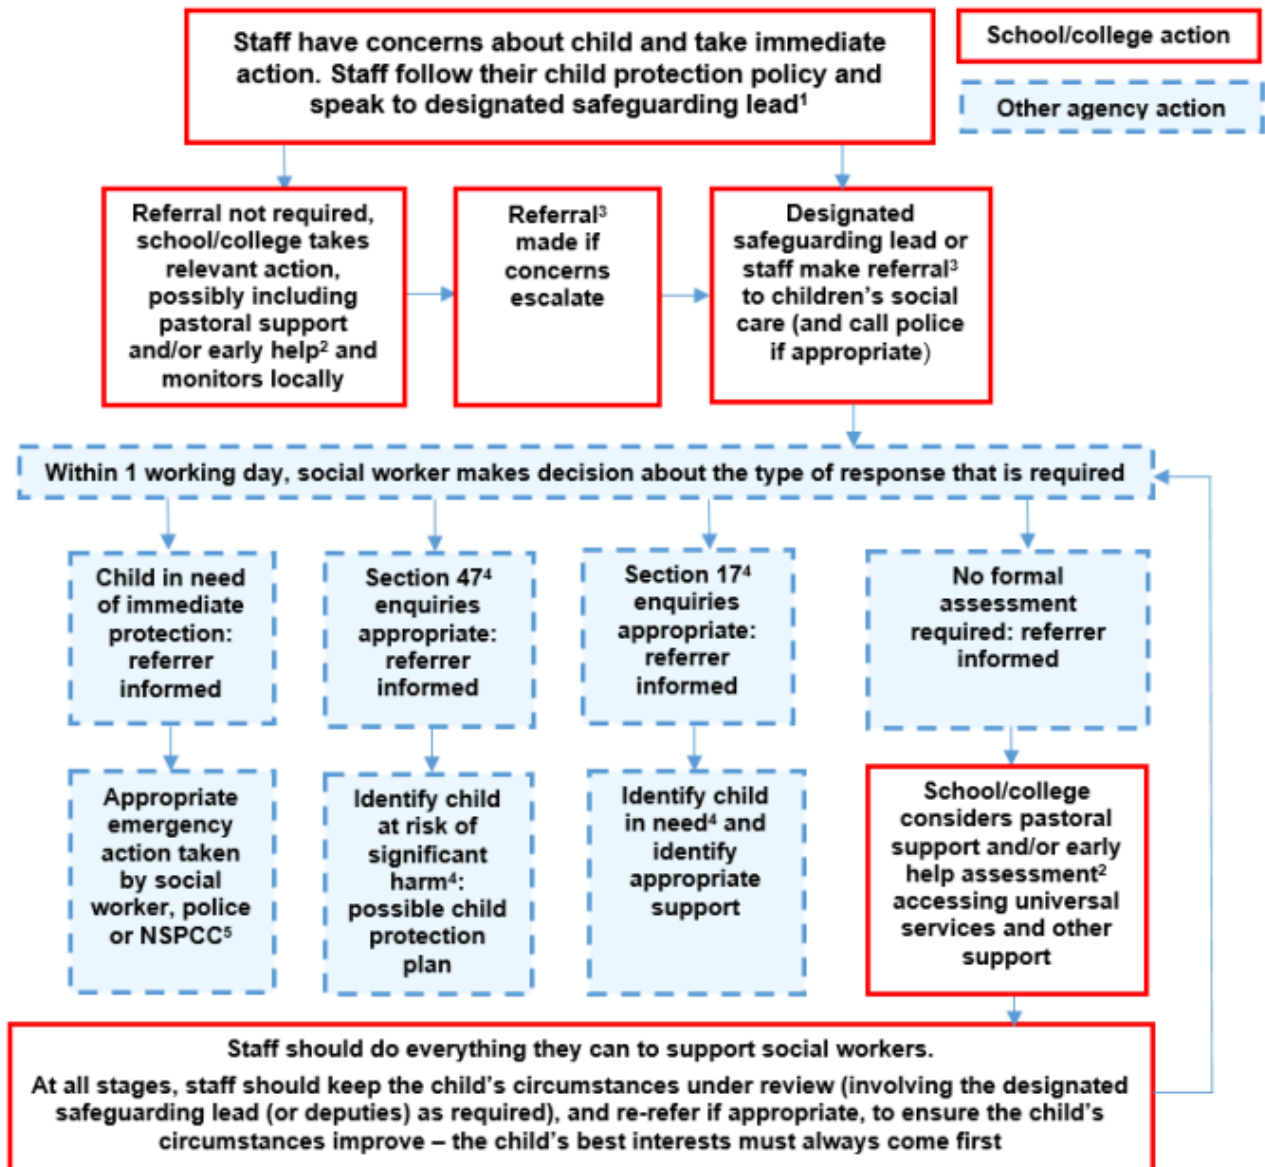 Staff have concerns about child and take immediate
action. Staff follow their child protection policy and
speak to designated safeguarding lead¹
School/college action
Other agency action
Referral not required,
school/college takes
relevant action,
possibly including
pastoral support
and/or early help² and
monitors locally
Referral³
made if
concerns
escalate
Designated
safeguarding lead or
staff make referral³
to children’s social
care (and call police
if appropriate)
Within 1 working day, social worker makes decision about the type of response that is required
Child in need
of immediate
protection:
referrer
informed
Section 47⁴
enquiries
appropriate:
referrer
informed
Section 17⁴
enquiries
appropriate:
referrer
informed
No formal
assessment
required: referrer
informed
Appropriate
emergency
action taken
by social
worker, police
or NSPCC⁵
Identify child
at risk of
significant
harm⁴:
possible child
protection
plan
Identify child
in need⁴ and
identify
appropriate
support
School/college
considers pastoral
support and/or early
help assessment²
accessing universal
services and other
support
Staff should do everything they can to support social workers.
At all stages, staff should keep the child’s circumstances under review (involving the designated
safeguarding lead (or deputies) as required), and re-refer if appropriate, to ensure the child’s
circumstances improve – the child’s best interests must always come first